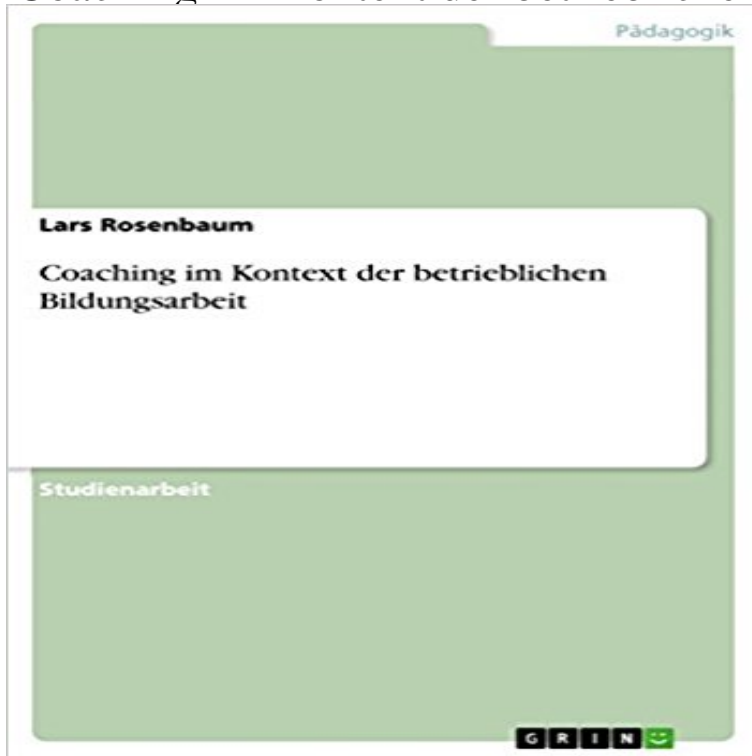 Pädagogik
Lars Rosenbaum
Coaching im Kontext der betrieblichen
Bildungsarbeit
Studienarbeit
GRIN